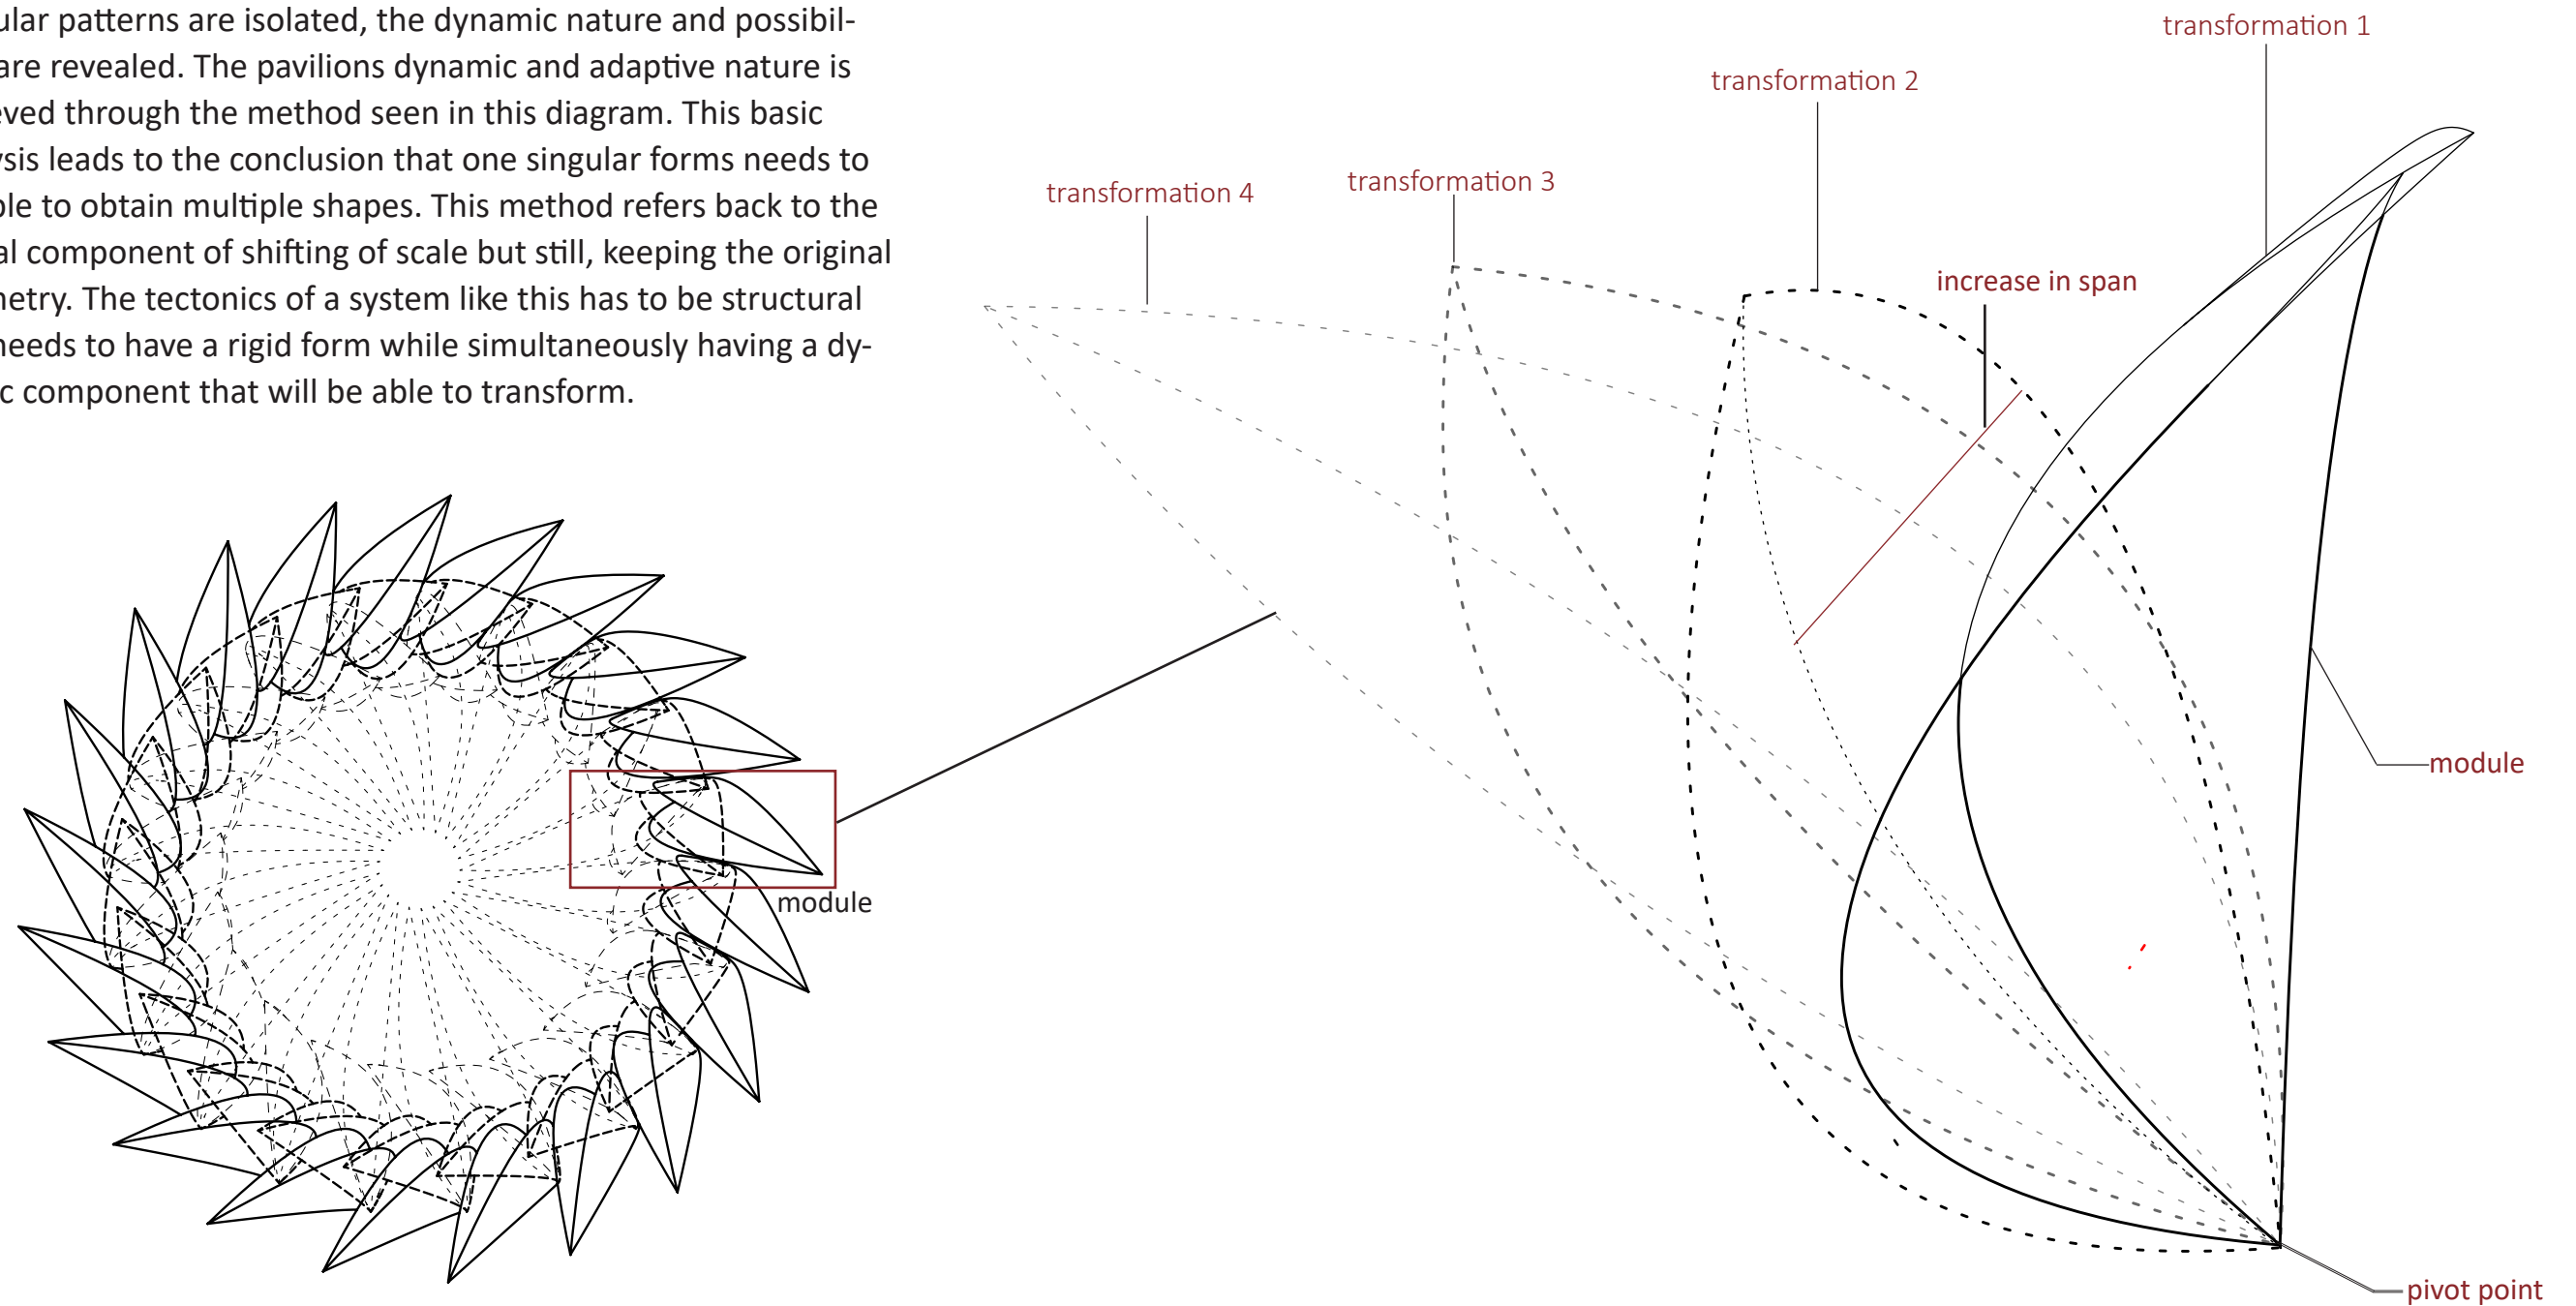 ular patterns are isolated, the dynamic nature and possibil-
are revealed. The pavilions dynamic and adaptive nature is
eved through the method seen in this diagram. This basic
ysis leads to the conclusion that one singular forms needs to
ble to obtain multiple shapes. This method refers back to the
al component of shifting of scale but still, keeping the original
metry. The tectonics of a system like this has to be structural
needs to have a rigid form while simultaneously having a dy-
c component that will be able to transform.
transformation 1
transformation 2
transformation 3
transformation 4
increase in span
module
module
pivot point